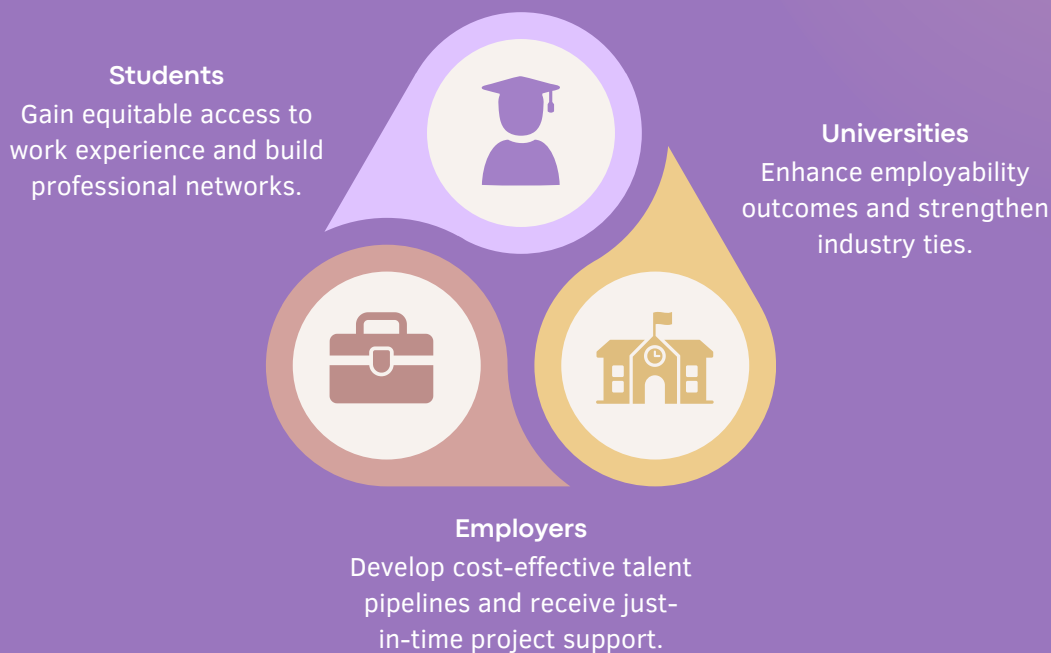 Students
Gain equitable access to
work experience and build
professional networks.
Universities
Enhance employability
outcomes and strengthen
industry ties.
Employers
Develop cost-effective talent
pipelines and receive just-
in-time project support.